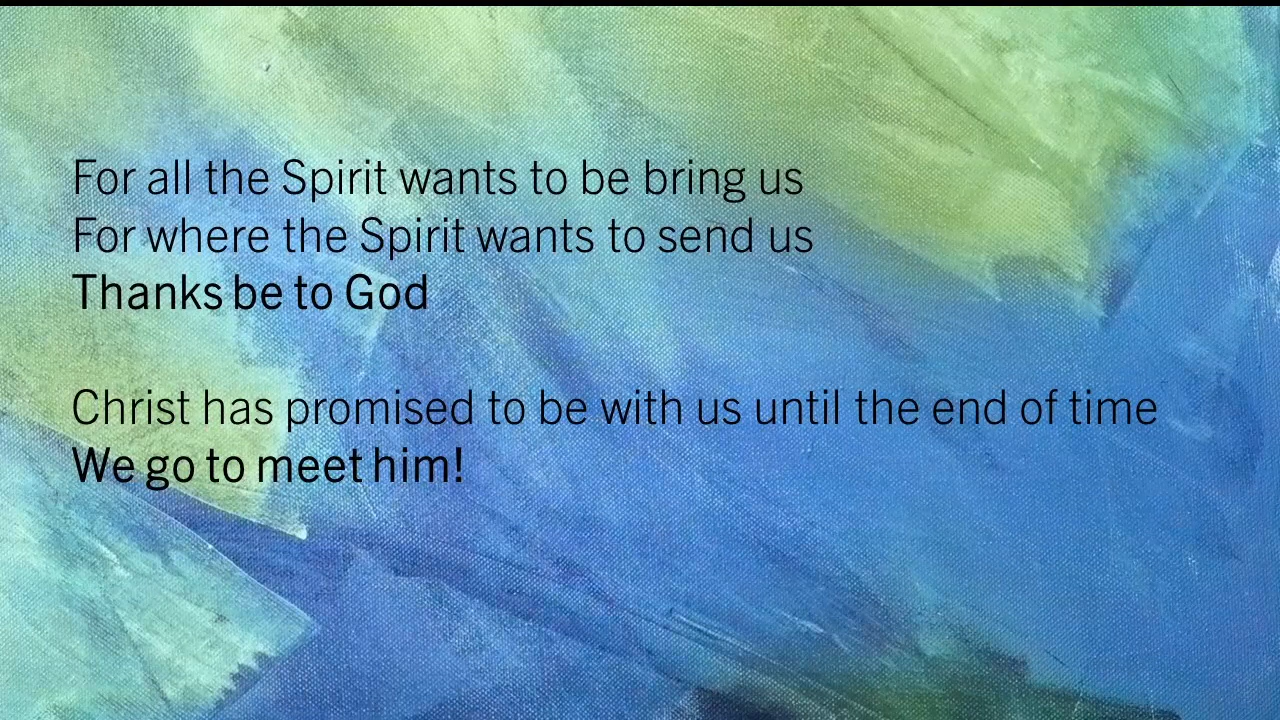 For all the Spirit wants to be bring us
For where the Spirit wants to send us
Thanks be to God
Christ has promised to be with us until the end of time
We go to meet him!